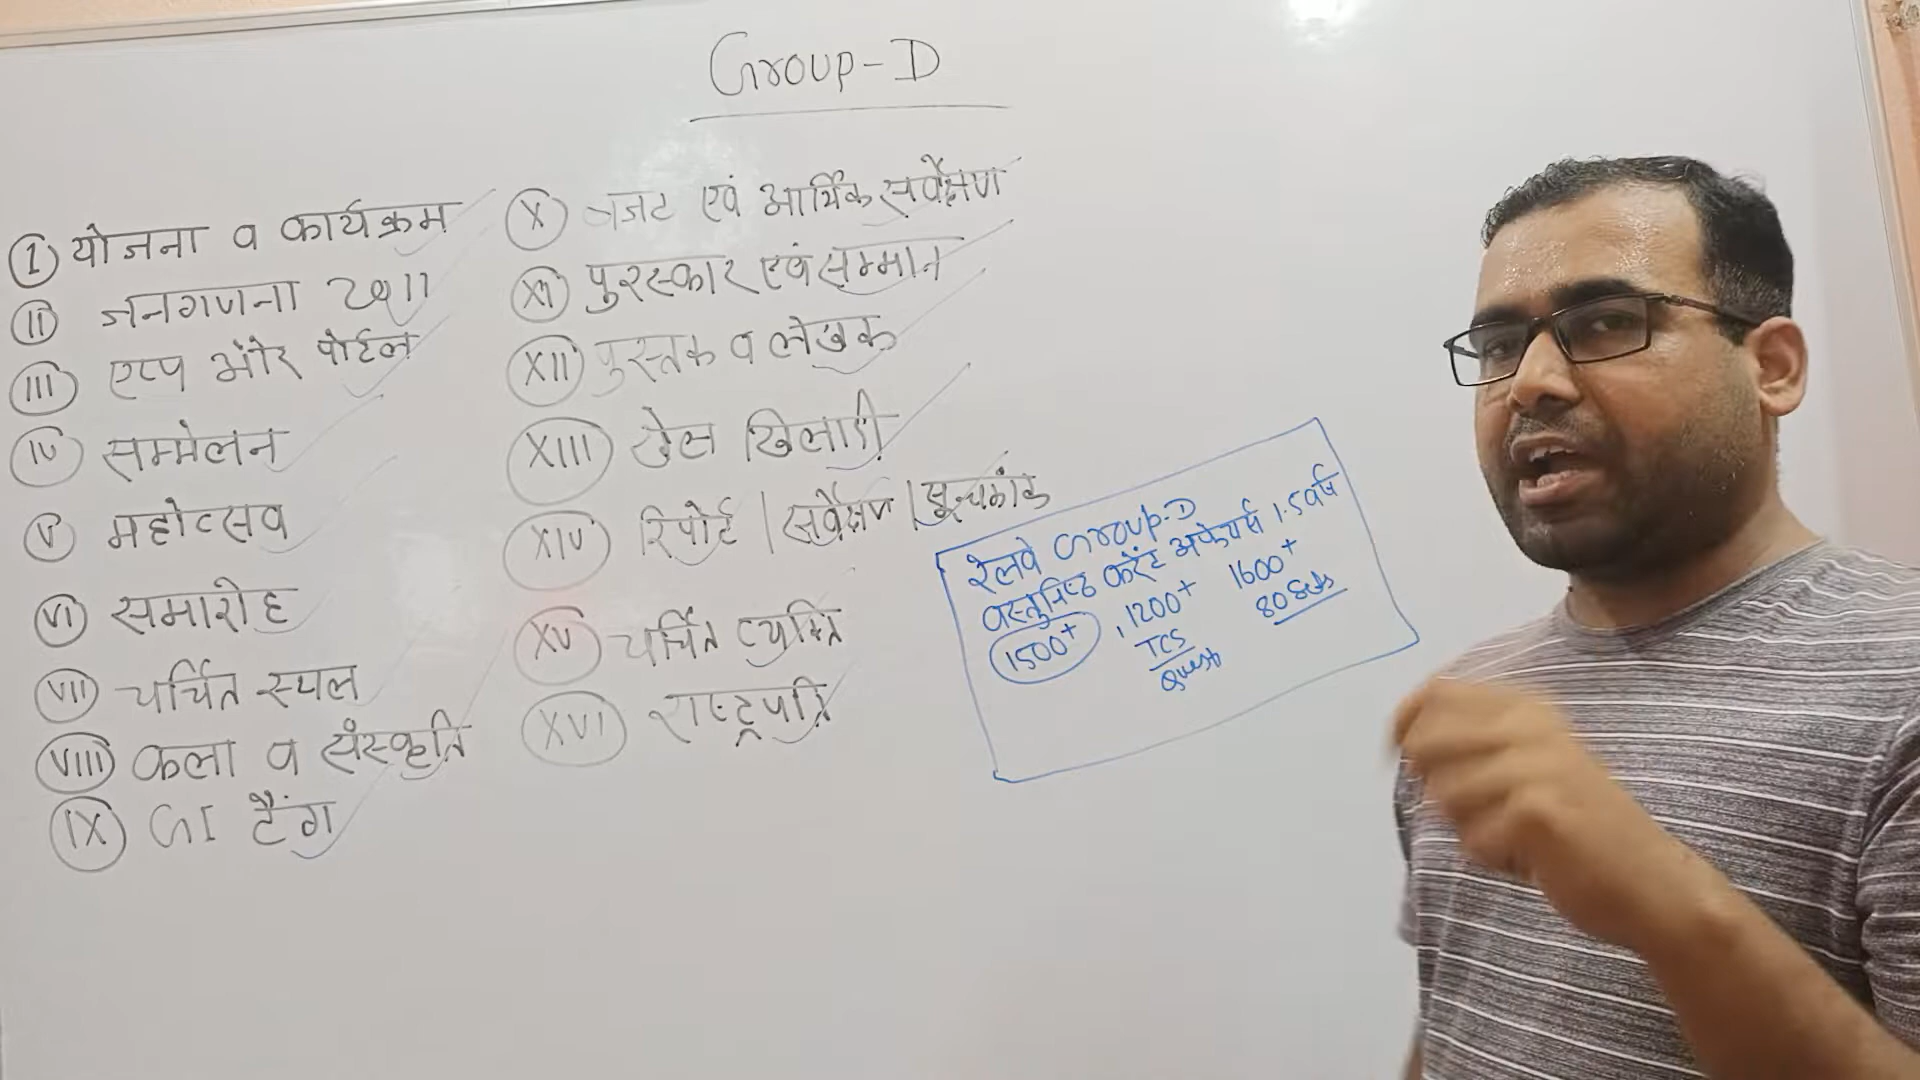 Group-D
I योजना व कार्यक्रम
II जनगणना 2011
III एप्प और पोर्टल
IV सम्मेलन
V महोत्सव
VI समारोह
VII चर्चित स्थल
VIII कला व संस्कृति
IX GI टैग
X बजट एवं आर्थिक सर्वेक्षण
XI पुरस्कार एवं सम्मान
XII पुस्तक व लेखक
XIII खेल खिलाड़ी
XIV रिपोर्ट | सर्वेक्षण | सूचकांक
XV चर्चित व्यक्ति
XVI राष्ट्रपति
रेलवे Group-D
वस्तुनिष्ठ करेंट अफेयर्स 1.5 वर्ष
1500+, 1200+ 1600+
TCS 80 Sets
Quest